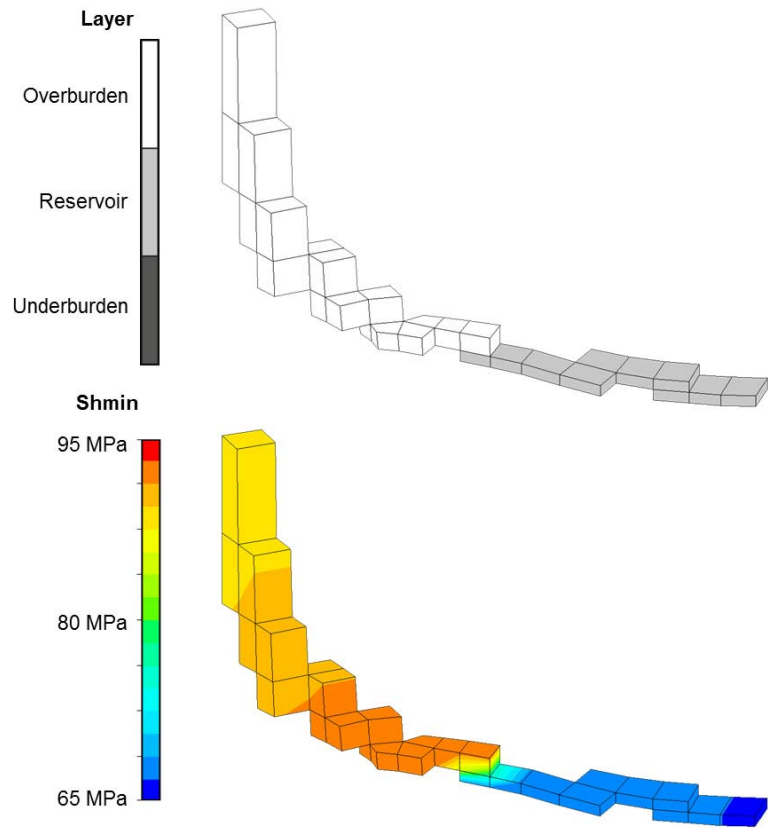 Layer
Overburden
Reservoir
Underburden
Shmin
95 MPa
80 MPa
65 MPa